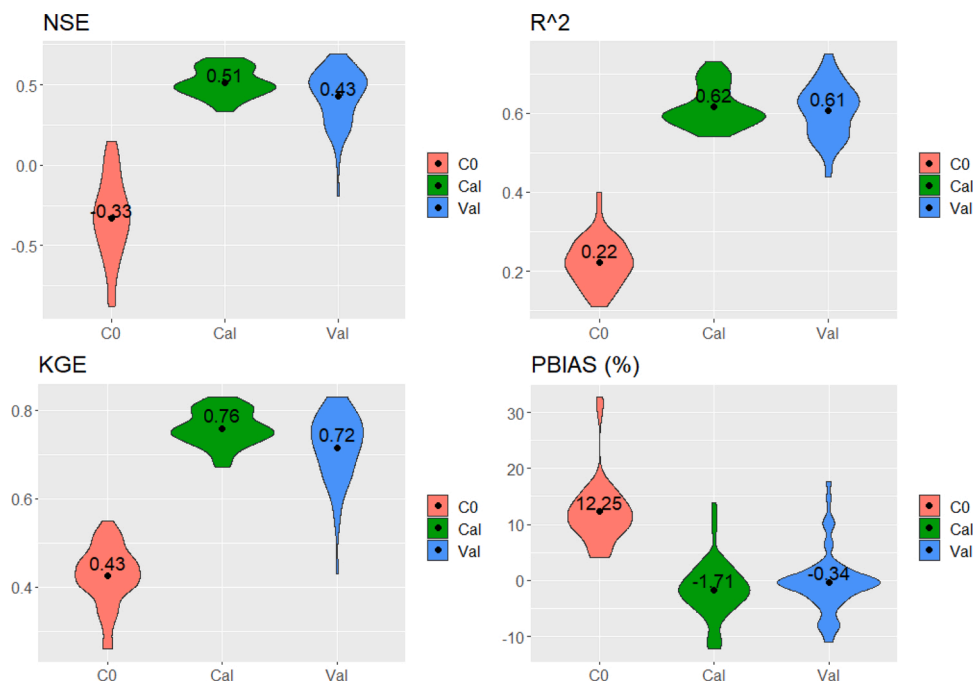 NSE
0.5
0.0
-0.5
-0.33
0.51
0.43
C0
Cal
Val
C0
Cal
Val
R^2
0.6
0.4
0.2
0.22
0.62
0.61
C0
Cal
Val
C0
Cal
Val
KGE
0.8
0.6
0.4
0.43
0.76
0.72
C0
Cal
Val
C0
Cal
Val
PBIAS (%)
30
20
10
0
-10
12.25
-1.71
-0.34
C0
Cal
Val
C0
Cal
Val